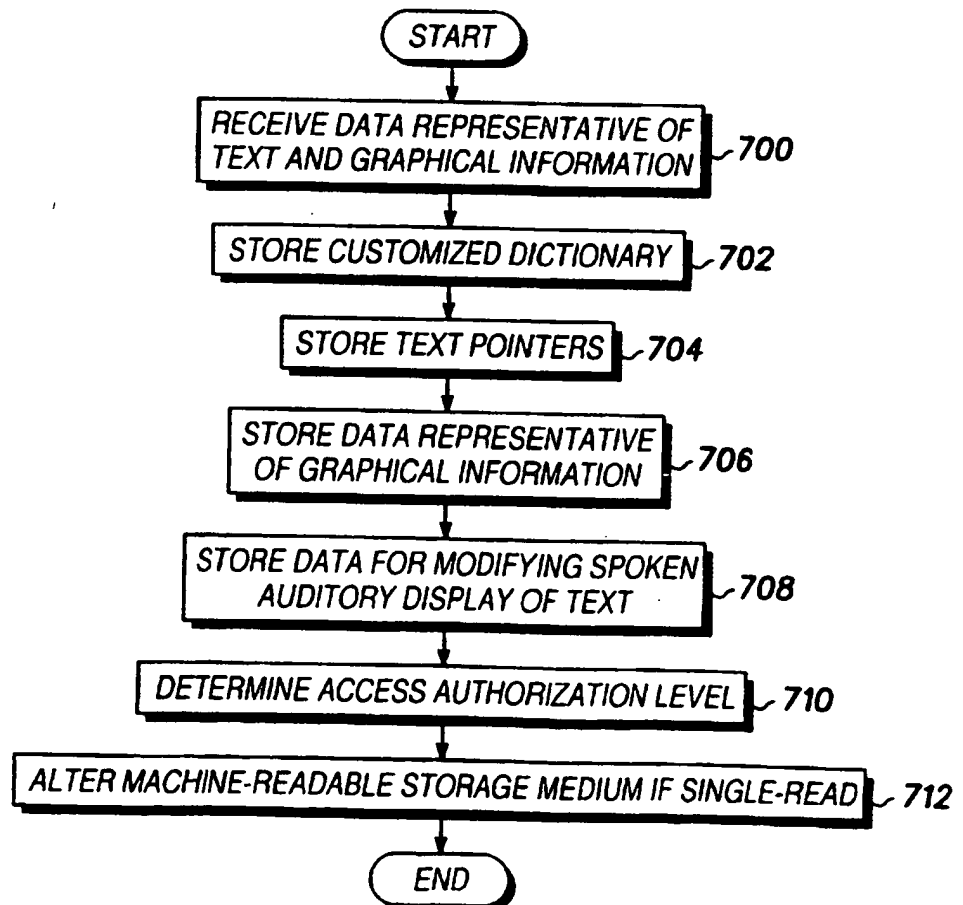 START
RECEIVE DATA REPRESENTATIVE OF
TEXT AND GRAPHICAL INFORMATION
700
STORE CUSTOMIZED DICTIONARY
702
STORE TEXT POINTERS
704
STORE DATA REPRESENTATIVE
OF GRAPHICAL INFORMATION
706
STORE DATA FOR MODIFYING SPOKEN
AUDITORY DISPLAY OF TEXT
708
DETERMINE ACCESS AUTHORIZATION LEVEL
710
ALTER MACHINE-READABLE STORAGE MEDIUM IF SINGLE-READ
712
END